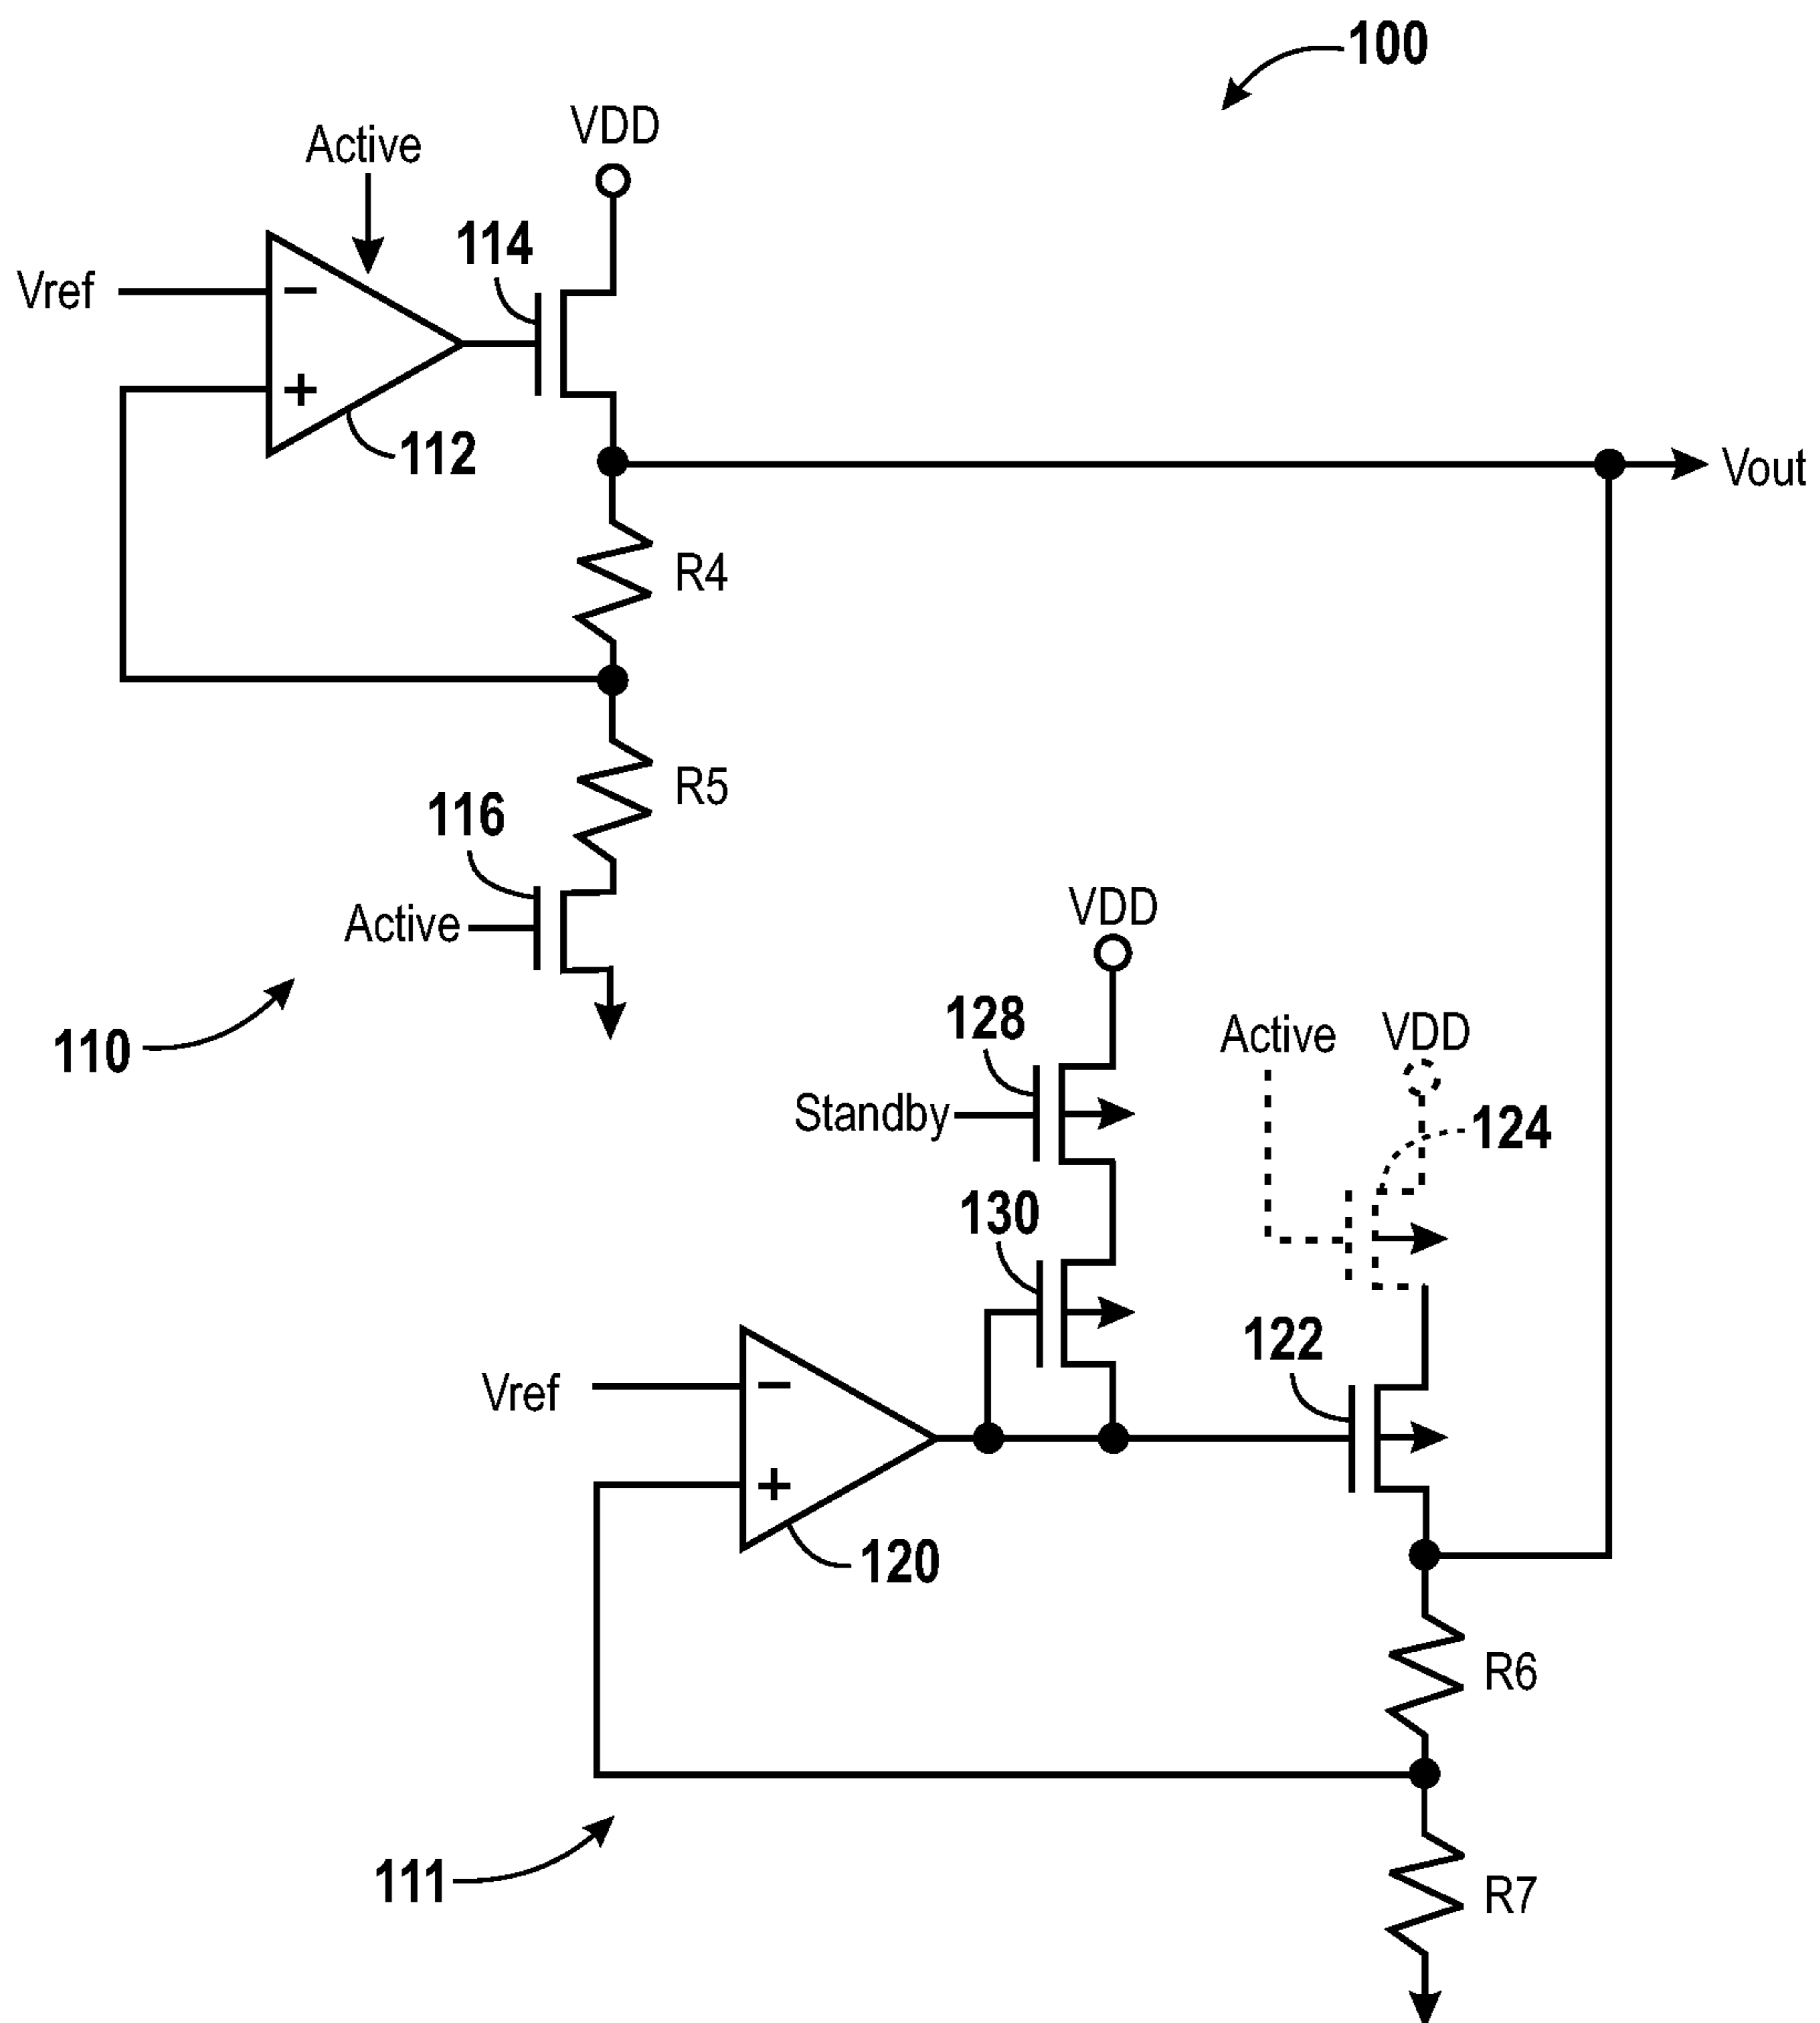 100
VDD
Active
114
Vref
−
+
112
Vout
R4
R5
116
Active
110
VDD
128
Active
VDD
124
Standby
130
122
Vref
−
+
120
R6
111
R7